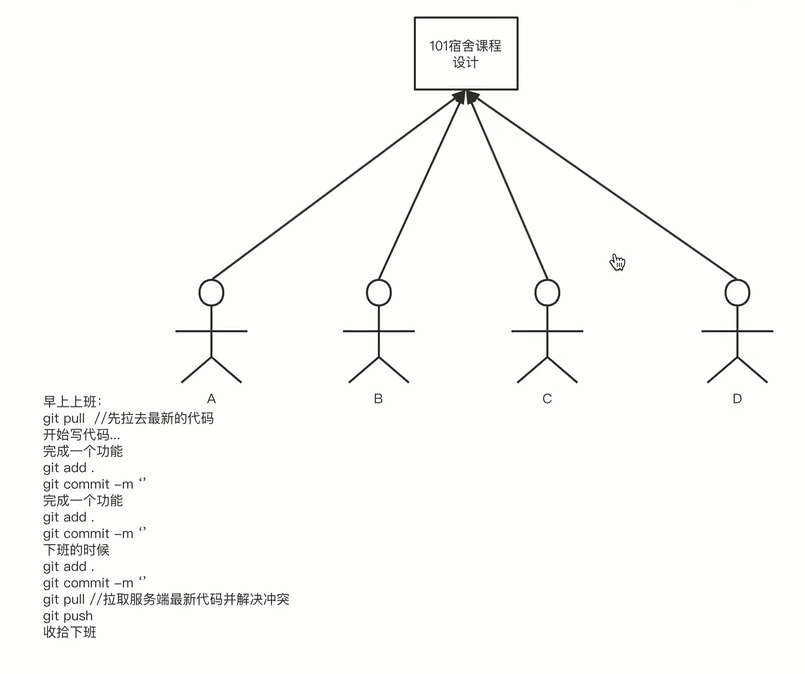 101宿舍课程
设计
A
B
C
D
早上上班：
git pull  //先拉去最新的代码
开始写代码...
完成一个功能
git add .
git commit –m ‘’
完成一个功能
git add .
git commit –m ‘’
下班的时候
git add .
git commit –m ‘’
git pull //拉取服务端最新代码并解决冲突
git push
收拾下班